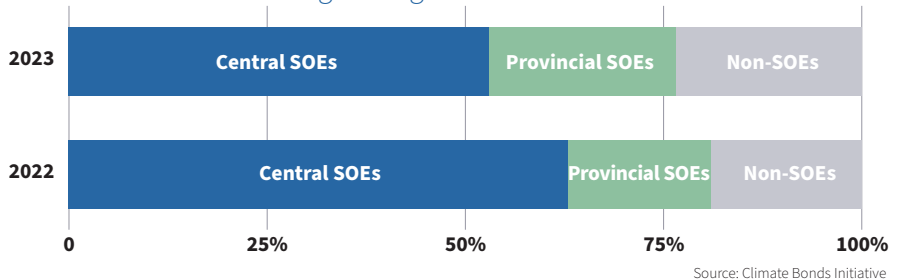 2023 Central SOEs Provincial SOEs Non-SOEs
2022 Central SOEs Provincial SOEs Non-SOEs
0 25% 50% 75% 100%
Source: Climate Bonds Initiative